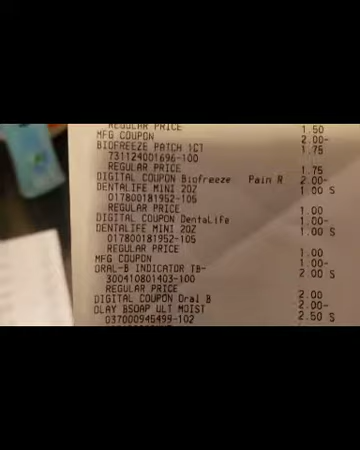 REGULAR PRICE 1.50
MFG COUPON 2.00-
BIOFREEZE PATCH 1CT 1.75
731124001696-100
REGULAR PRICE 1.75
DIGITAL COUPON Biofreeze Pain R 2.00-
DENTALIFE MINI 2OZ 1.00 S
017800181952-105
REGULAR PRICE 1.00
DIGITAL COUPON DentaLife 1.00-
DENTALIFE MINI 2OZ 1.00 S
017800181952-105
REGULAR PRICE 1.00
MFG COUPON 1.00-
ORAL-B INDICATOR TB- 2.00 S
300410801403-100
REGULAR PRICE 2.00
DIGITAL COUPON Oral B 2.00-
OLAY BSOAP ULT MOIST 2.50 S
037000945499-102